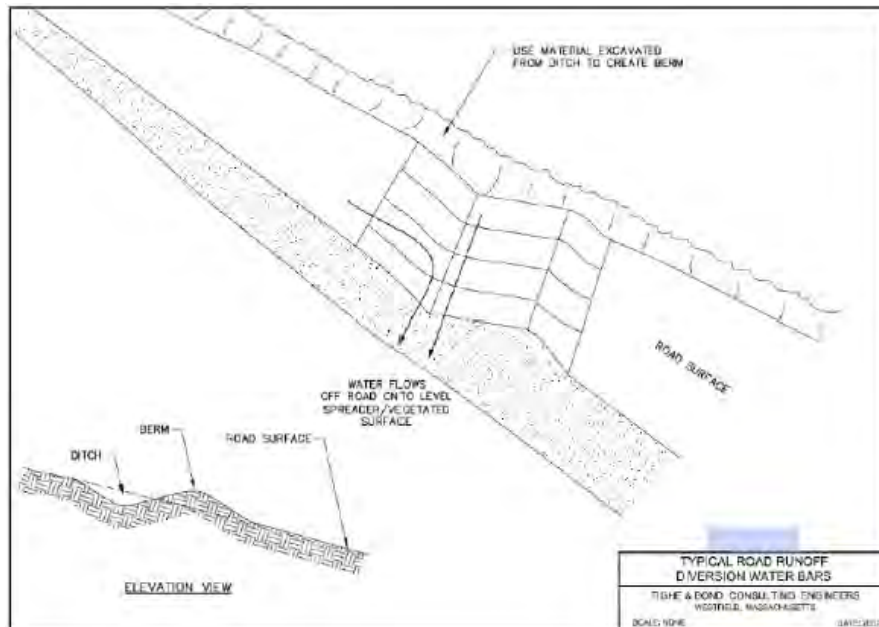 USE MATERIAL EXCAVATED
FROM DITCH TO CREATE BERM
ROAD SURFACE
WATER FLOWS
OFF ROAD ONTO LEVEL
SPREADER/VEGETATED
SURFACE
BERM
DITCH
ROAD SURFACE
ELEVATION VIEW
TYPICAL ROAD RUNOFF
DIVERSION WATER BARS
TIGHE & BOND CONSULTING ENGINEERS
WESTFIELD, MASSACHUSETTS
SCALE: NONE